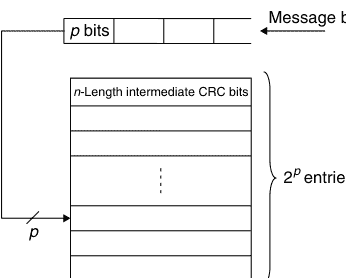 Message b
p bits
n-Length intermediate CRC bits
2^p entrie
p